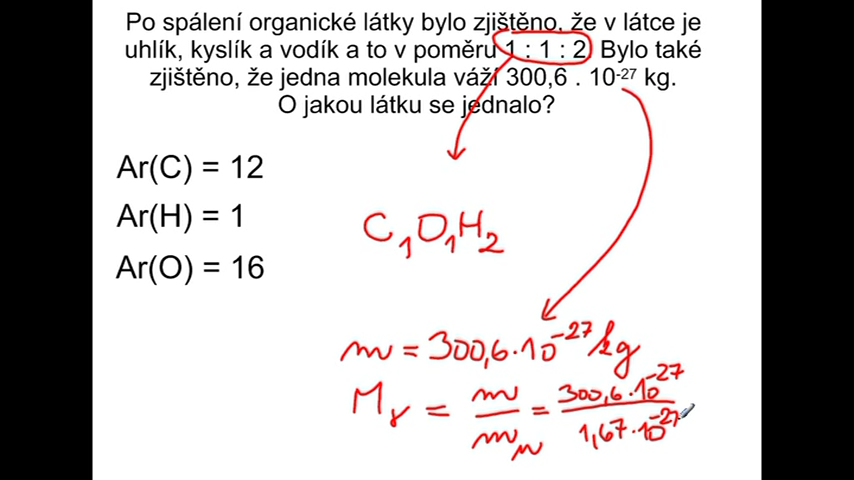 Po spálení organické látky bylo zjištěno, že v látce je
uhlík, kyslík a vodík a to v poměru 1 : 1 : 2. Bylo také
zjištěno, že jedna molekula váží 300,6 . 10⁻²⁷ kg.
O jakou látku se jednalo?
Ar(C) = 12
Ar(H) = 1
Ar(O) = 16
C₁O₁H₂
m = 300,6 · 10⁻²⁷ kg
Mᵣ = m / mᵤ = 300,6 · 10⁻²⁷ / 1,67 · 10⁻²⁷